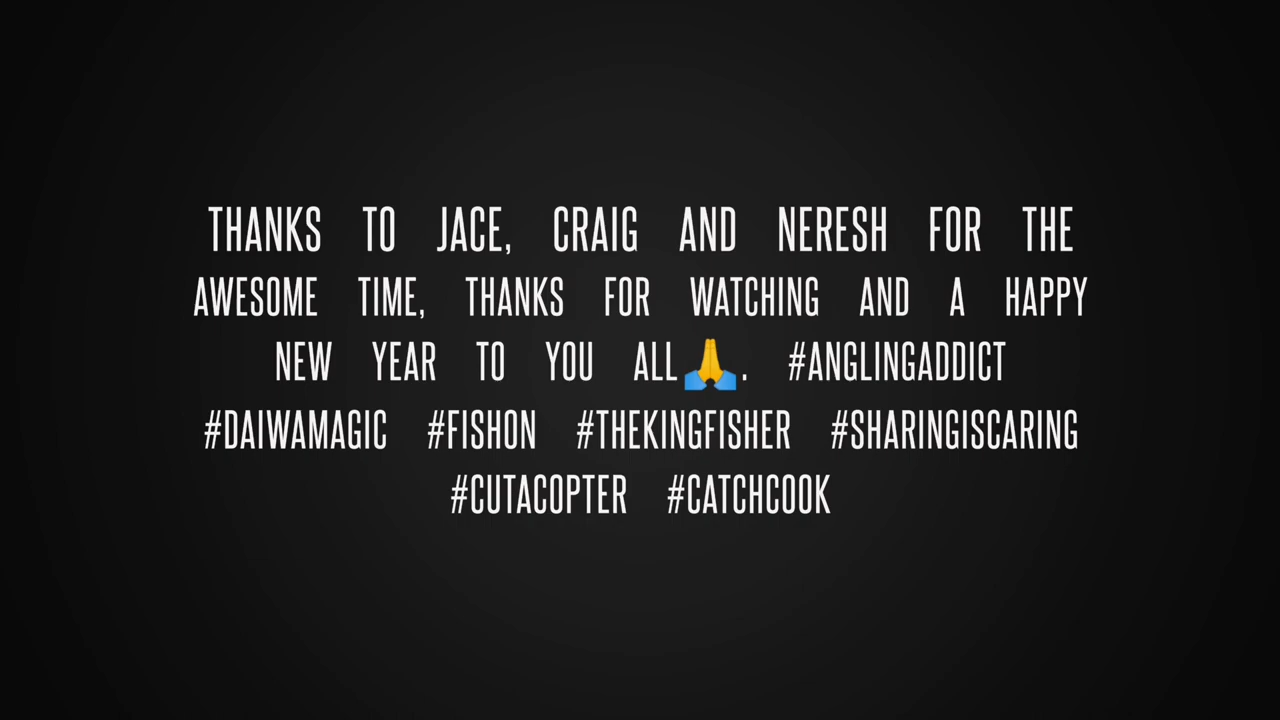 THANKS TO JACE, CRAIG AND NERESH FOR THE
AWESOME TIME, THANKS FOR WATCHING AND A HAPPY
NEW YEAR TO YOU ALL🙏. #ANGLINGADDICT
#DAIWAMAGIC #FISHON #THEKINGFISHER #SHARINGISCARING
#CUTACOPTER #CATCHCOOK